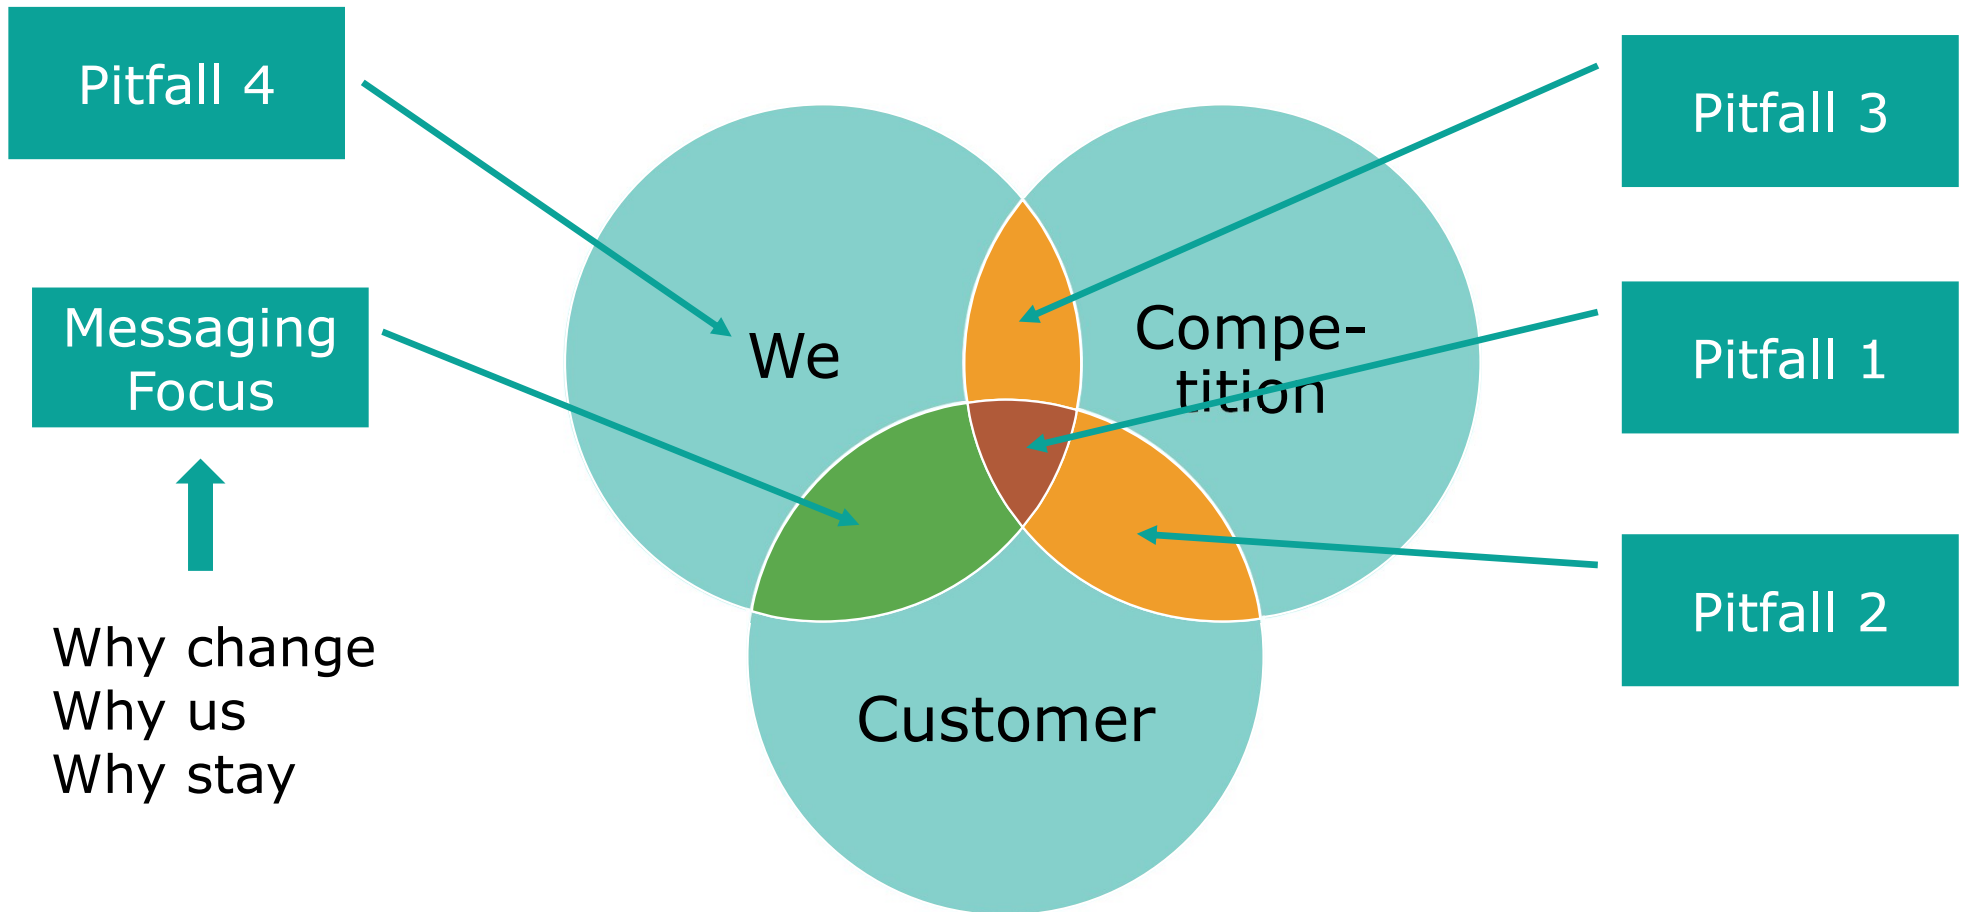 Pitfall 4
Pitfall 3
Messaging
Focus
We
Compe-
tition
Pitfall 1
Pitfall 2
Why change
Why us
Why stay
Customer